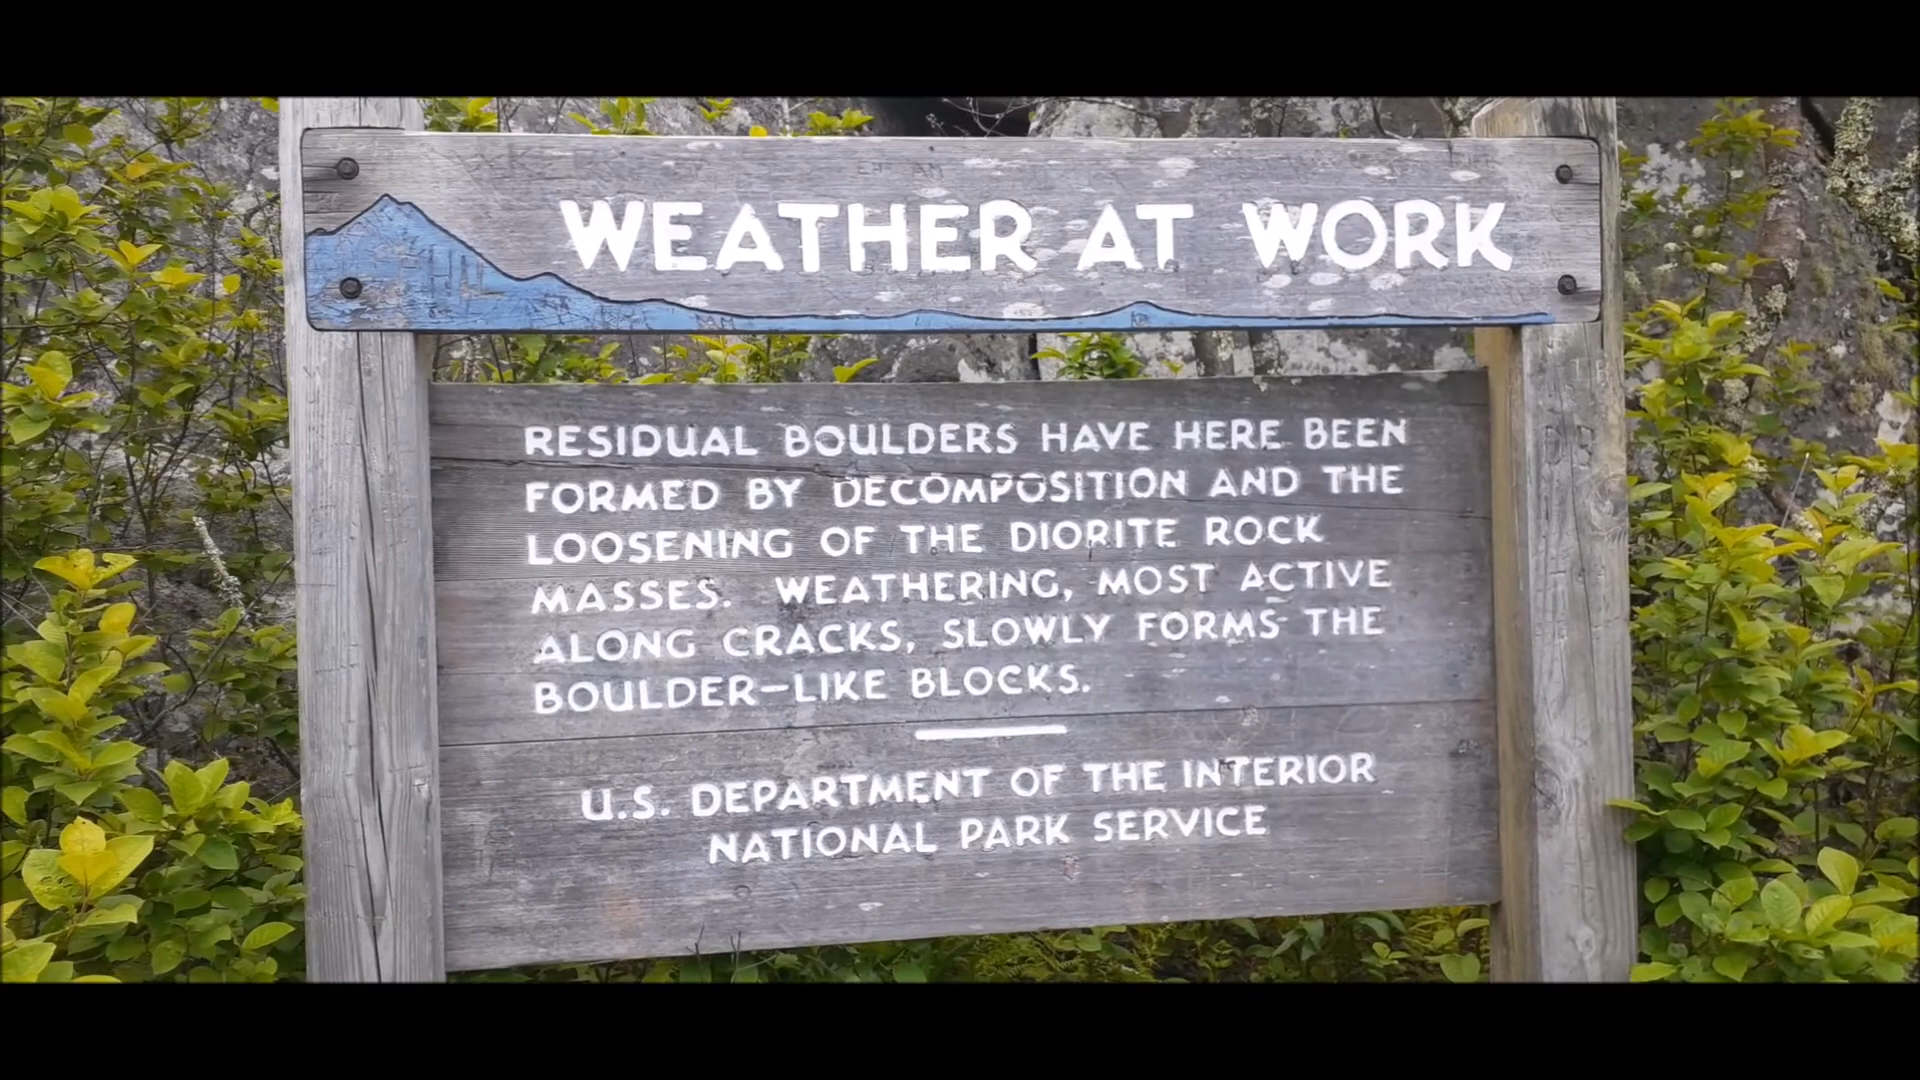 WEATHER AT WORK
RESIDUAL BOULDERS HAVE HERE BEEN
FORMED BY DECOMPOSITION AND THE
LOOSENING OF THE DIORITE ROCK
MASSES. WEATHERING, MOST ACTIVE
ALONG CRACKS, SLOWLY FORMS THE
BOULDER-LIKE BLOCKS.
U.S. DEPARTMENT OF THE INTERIOR
NATIONAL PARK SERVICE